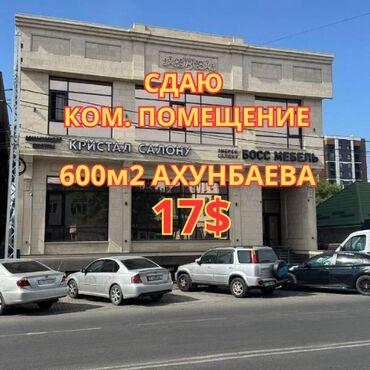 СДАЮ
КОМ. ПОМЕЩЕНИЕ
КРИСТАЛ САЛОНУ
БОСС МЕБЕЛЬ
600м2 АХУНБАЕВА
17$